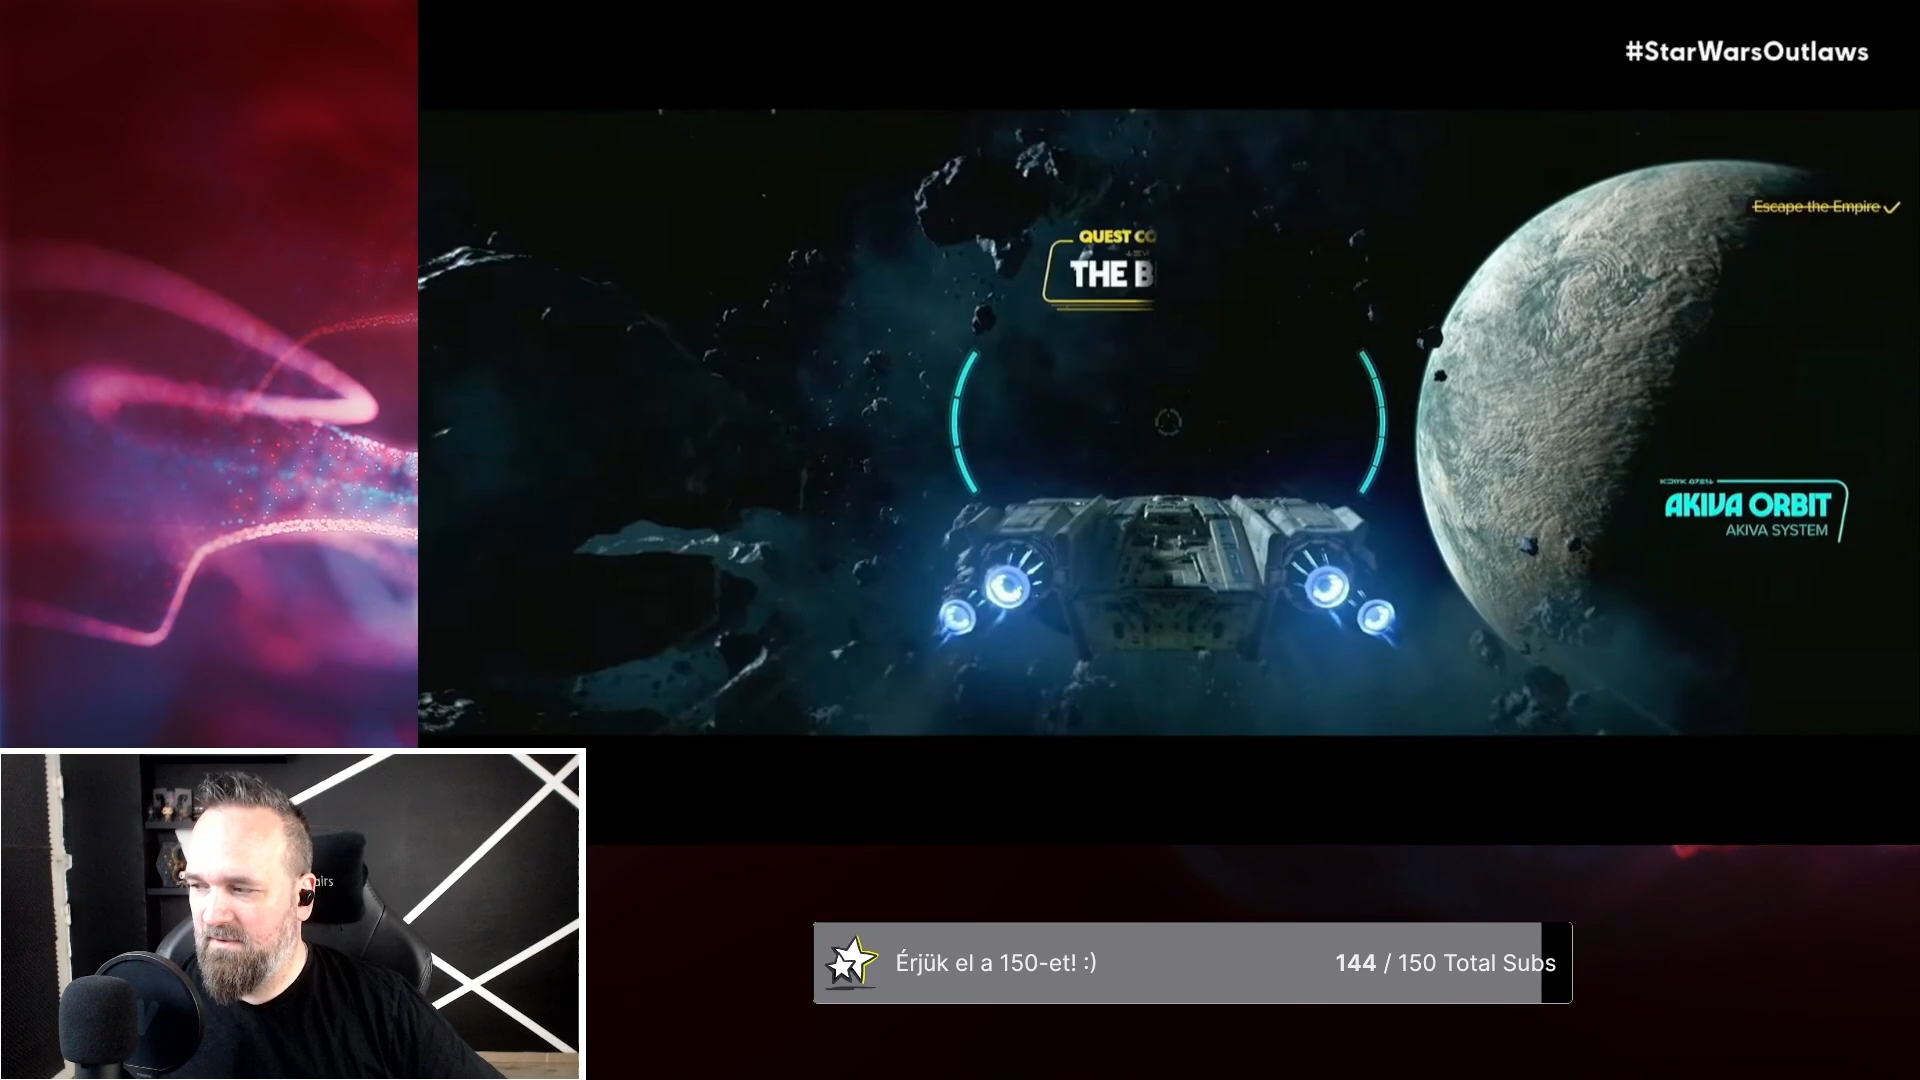 #StarWarsOutlaws
Escape the Empire
QUEST CO
THE B
AKIVA ORBIT
AKIVA SYSTEM
airs
Érjük el a 150-et! :)
144 / 150 Total Subs